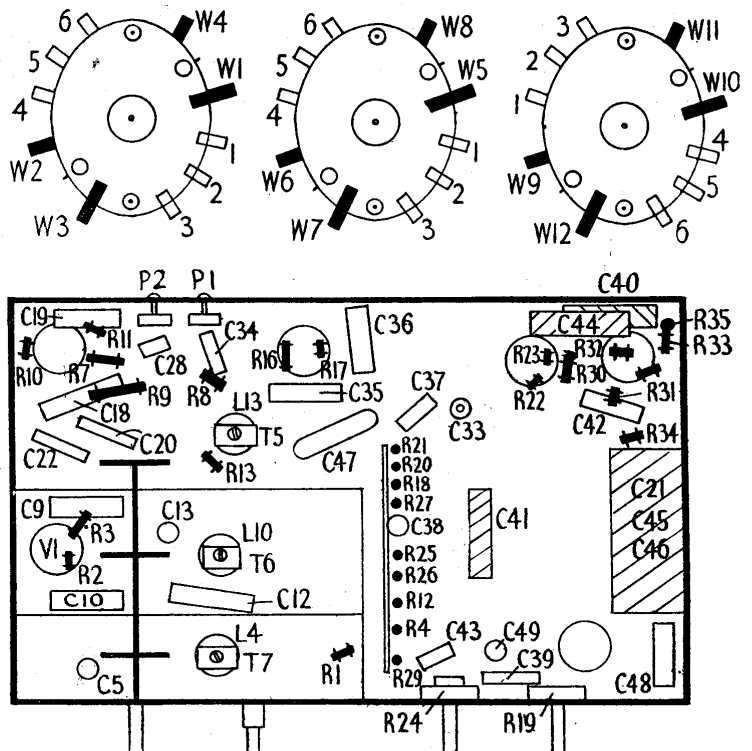 6 W4
5 W1
4
W2 1
2
W3 3
6 W8
5 W5
4
W6 1
2
W7 3
3 W11
2 W10
1
W9 4
5
W12 6
P2 P1
C40
C19
R11
C34
C36
C44
R35
R33
R10 R7
C28
R16 R17
R23 R32
R30
R22
R31
R9 R8
C18
L13
C35
C37
C33
C42
R34
C22 C20
T5
R13
C47
R21
R20
R18
R27
C38
R25
R26
R12
R4
R29
C41
C21
C45
C46
C9
R3
V1
R2
C10
C13
L10
T6
C12
L4
T7
R1
C5
C43
C49
C39
C48
R24 R19